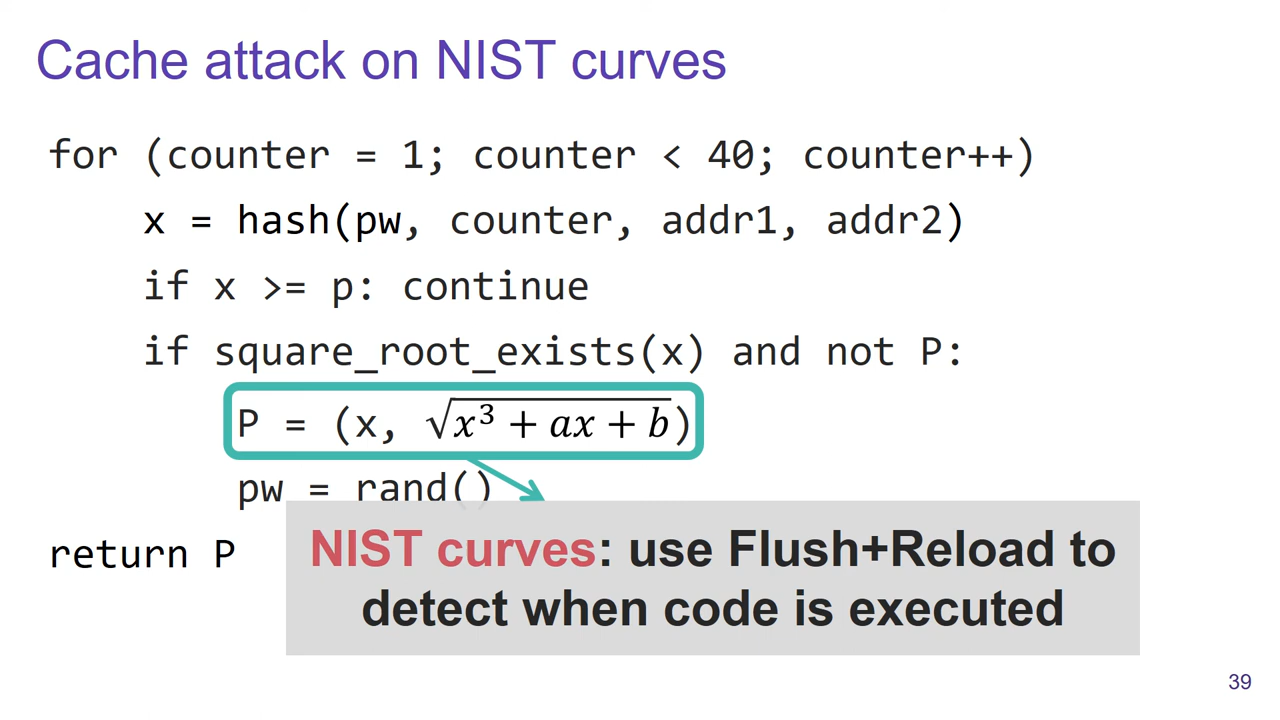 Cache attack on NIST curves
for (counter = 1; counter < 40; counter++)
x = hash(pw, counter, addr1, addr2)
if x >= p: continue
if square_root_exists(x) and not P:
P = (x, √x³ + ax + b)
pw = rand()
return P
NIST curves: use Flush+Reload to
detect when code is executed
39